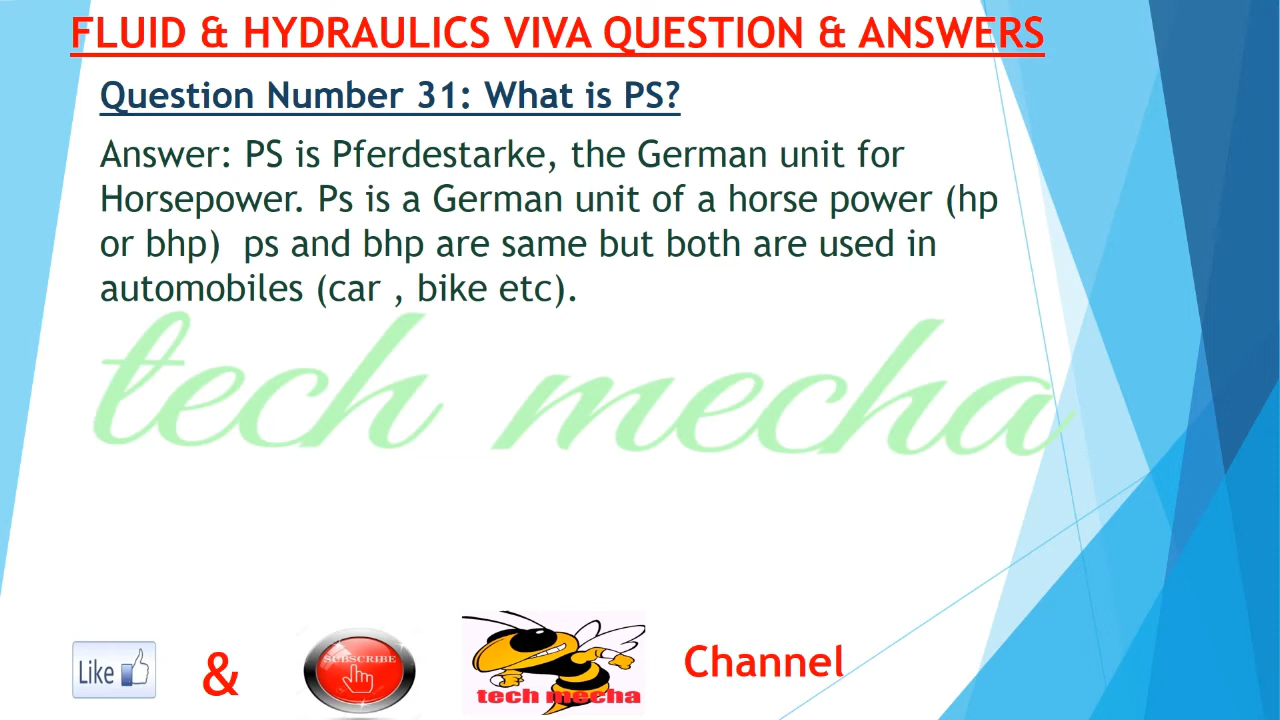 FLUID & HYDRAULICS VIVA QUESTION & ANSWERS
Question Number 31: What is PS?
Answer: PS is Pferdestarke, the German unit for
Horsepower. Ps is a German unit of a horse power (hp
or bhp)  ps and bhp are same but both are used in
automobiles (car , bike etc).
tech mecha
Like & SUBSCRIBE tech mecha Channel